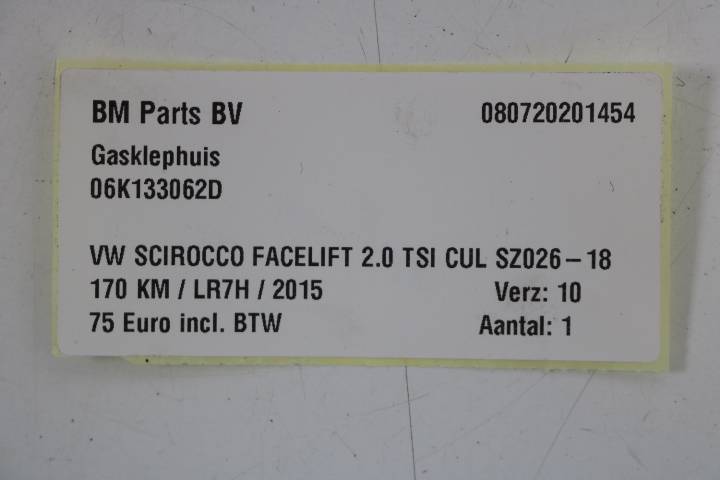 BM Parts BV 080720201454
Gasklephuis
06K133062D
VW SCIROCCO FACELIFT 2.0 TSI CUL SZ026-18
170 KM / LR7H / 2015 Verz: 10
75 Euro incl. BTW Aantal: 1